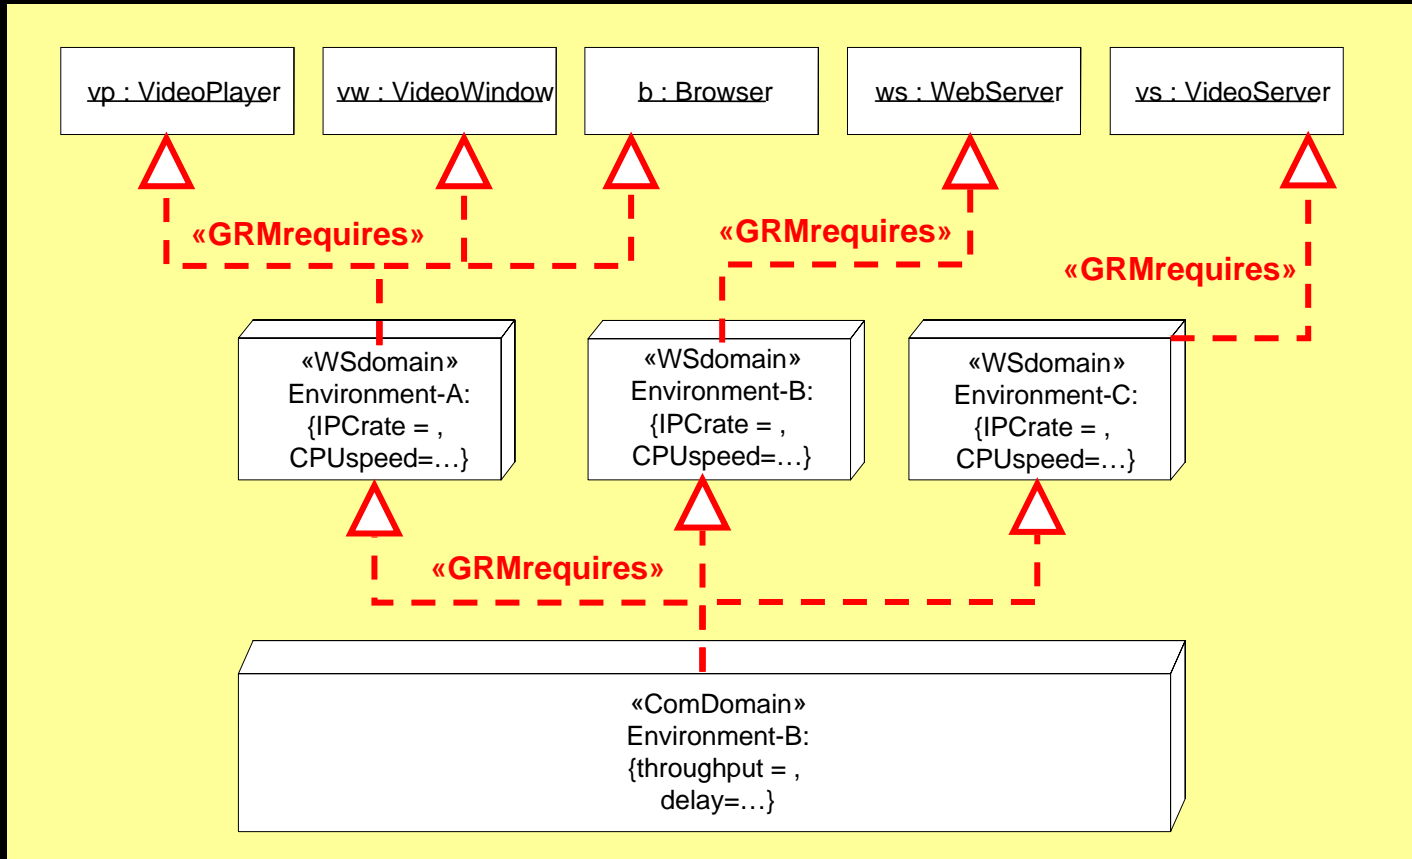 vp : VideoPlayer
vw : VideoWindow
b : Browser
ws : WebServer
vs : VideoServer
«GRMrequires»
«GRMrequires»
«GRMrequires»
«WSdomain»
Environment-A:
{IPCrate = ,
CPUspeed=…}
«WSdomain»
Environment-B:
{IPCrate = ,
CPUspeed=…}
«WSdomain»
Environment-C:
{IPCrate = ,
CPUspeed=…}
«GRMrequires»
«ComDomain»
Environment-B:
{throughput = ,
delay=…}